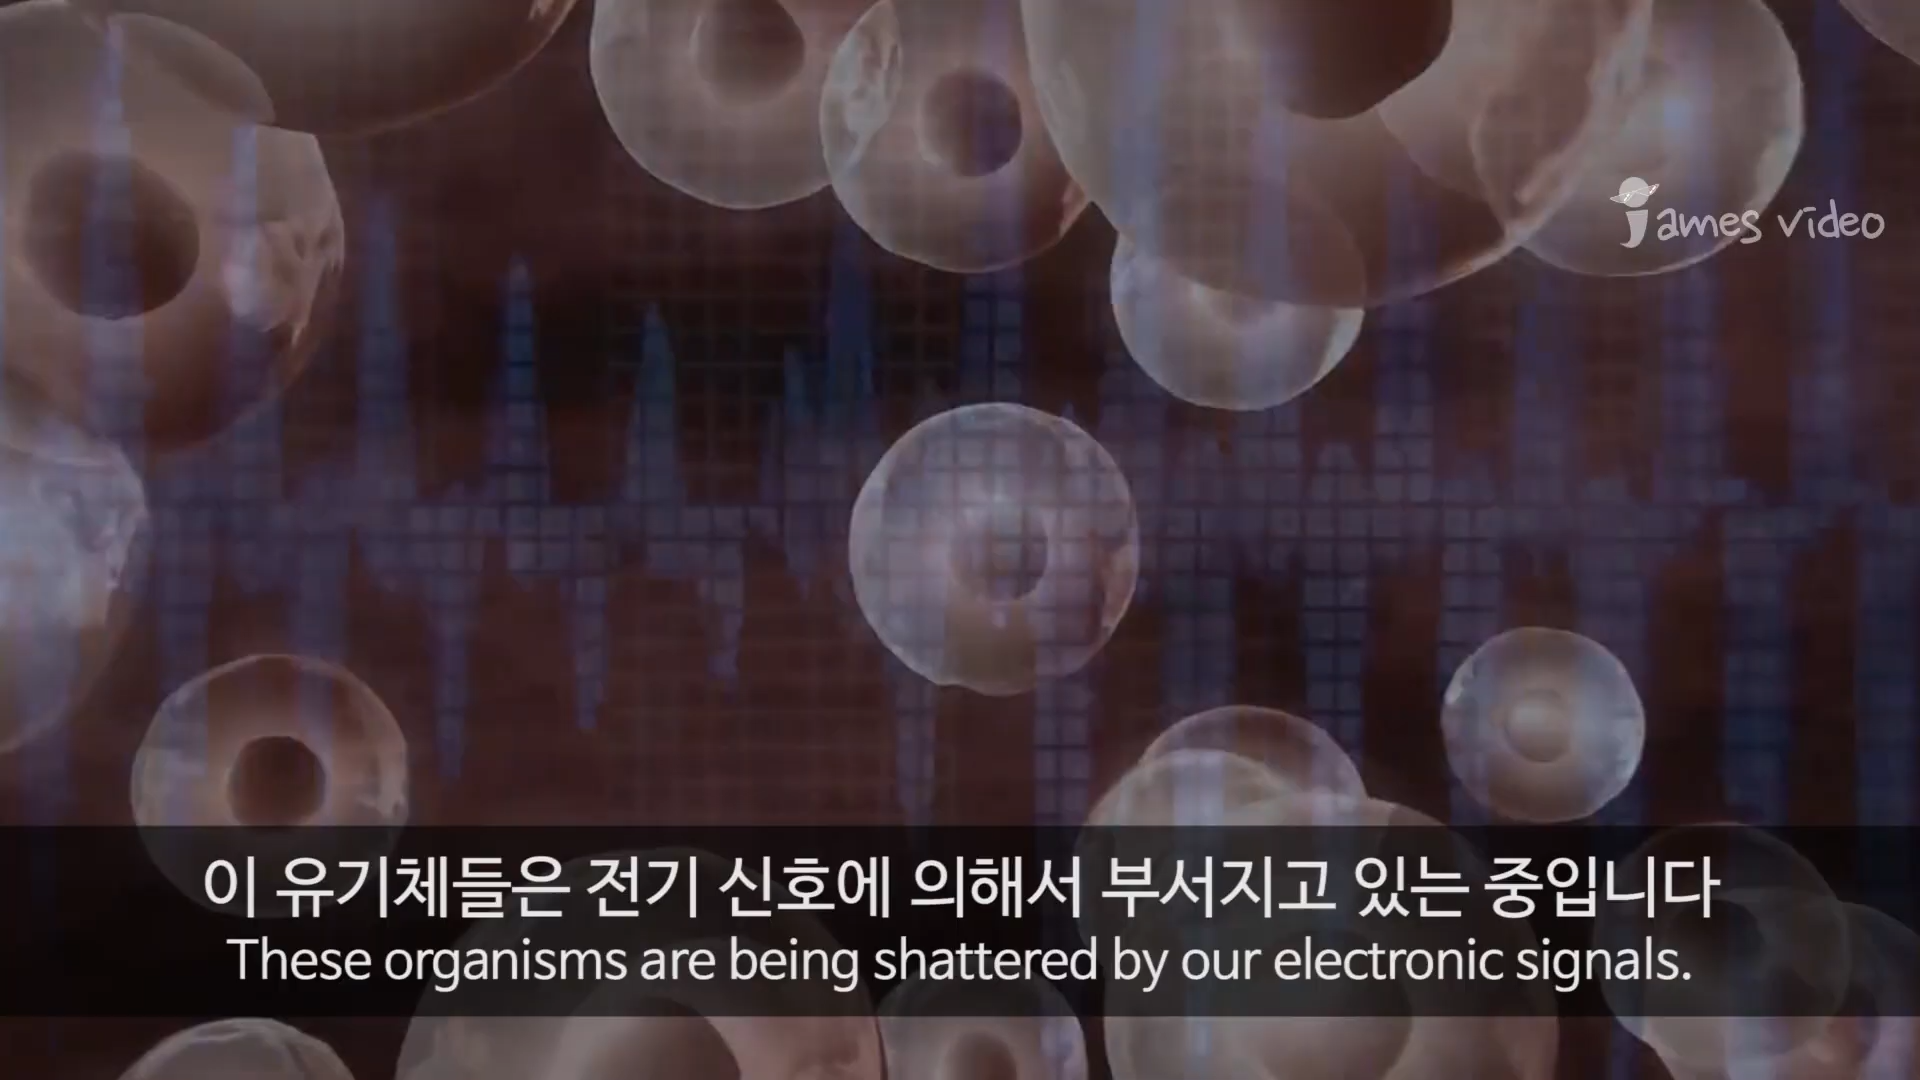 james video
이 유기체들은 전기 신호에 의해서 부서지고 있는 중입니다
These organisms are being shattered by our electronic signals.